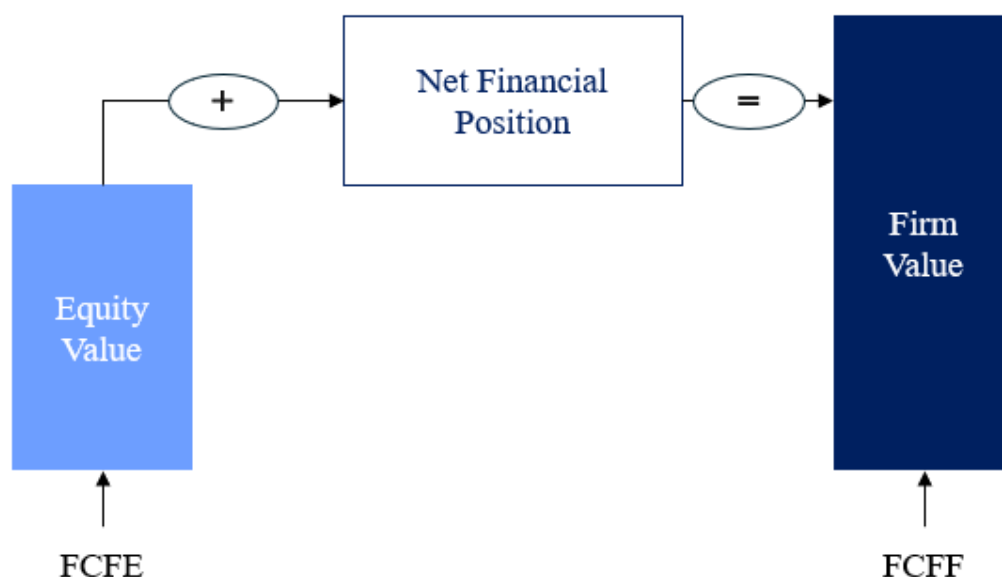 +
Net Financial
Position
=
Firm
Value
Equity
Value
FCFE
FCFF